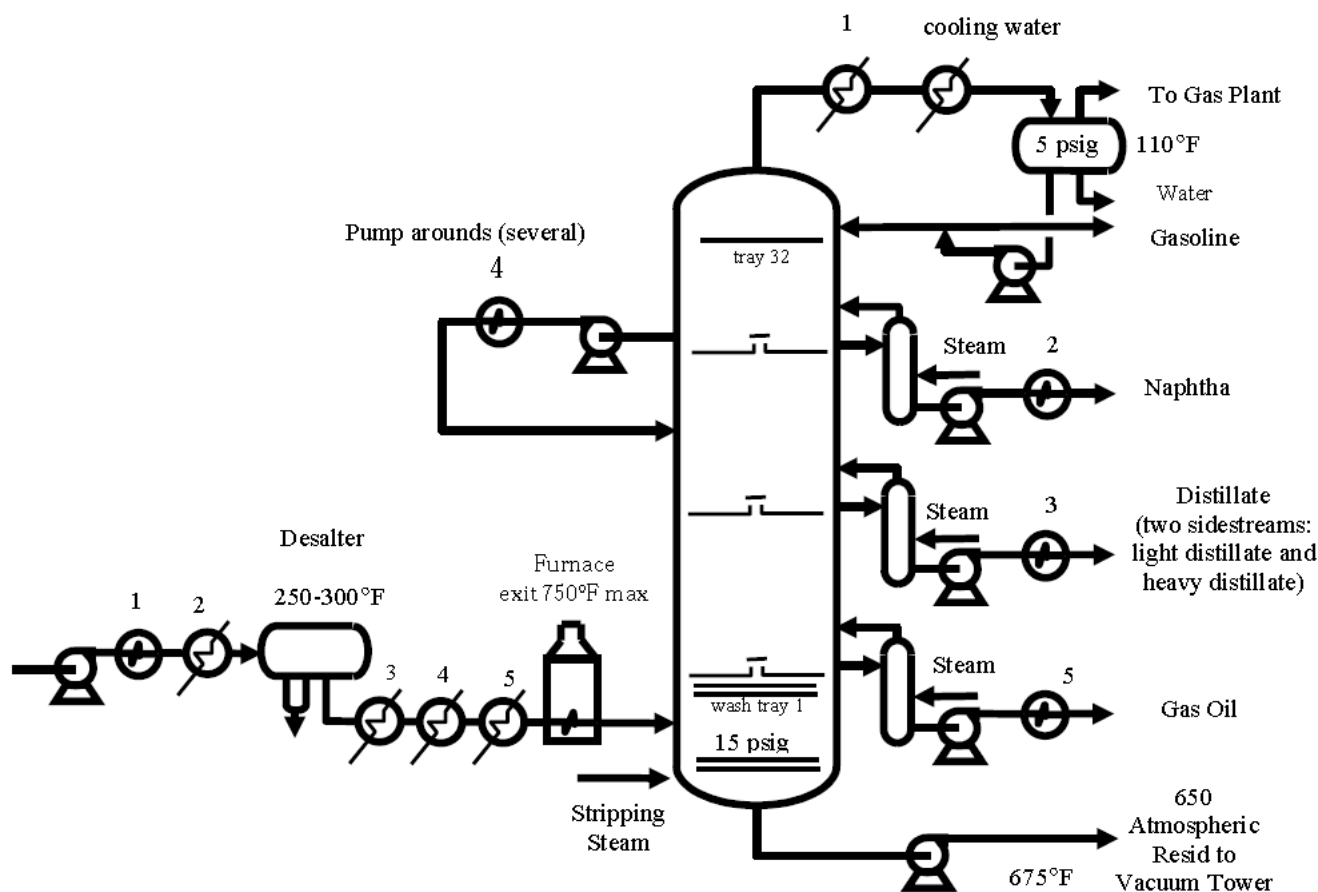 1
cooling water
To Gas Plant
5 psig
110°F
Water
Gasoline
Pump arounds (several)
4
tray 32
Steam
2
Naphtha
Distillate
(two sidestreams:
light distillate and
heavy distillate)
Steam
3
Desalter
250-300°F
Furnace
exit 750°F max
1
2
3
4
5
wash tray 1
15 psig
Steam
5
Gas Oil
Stripping
Steam
650
Atmospheric
Resid to
Vacuum Tower
675°F